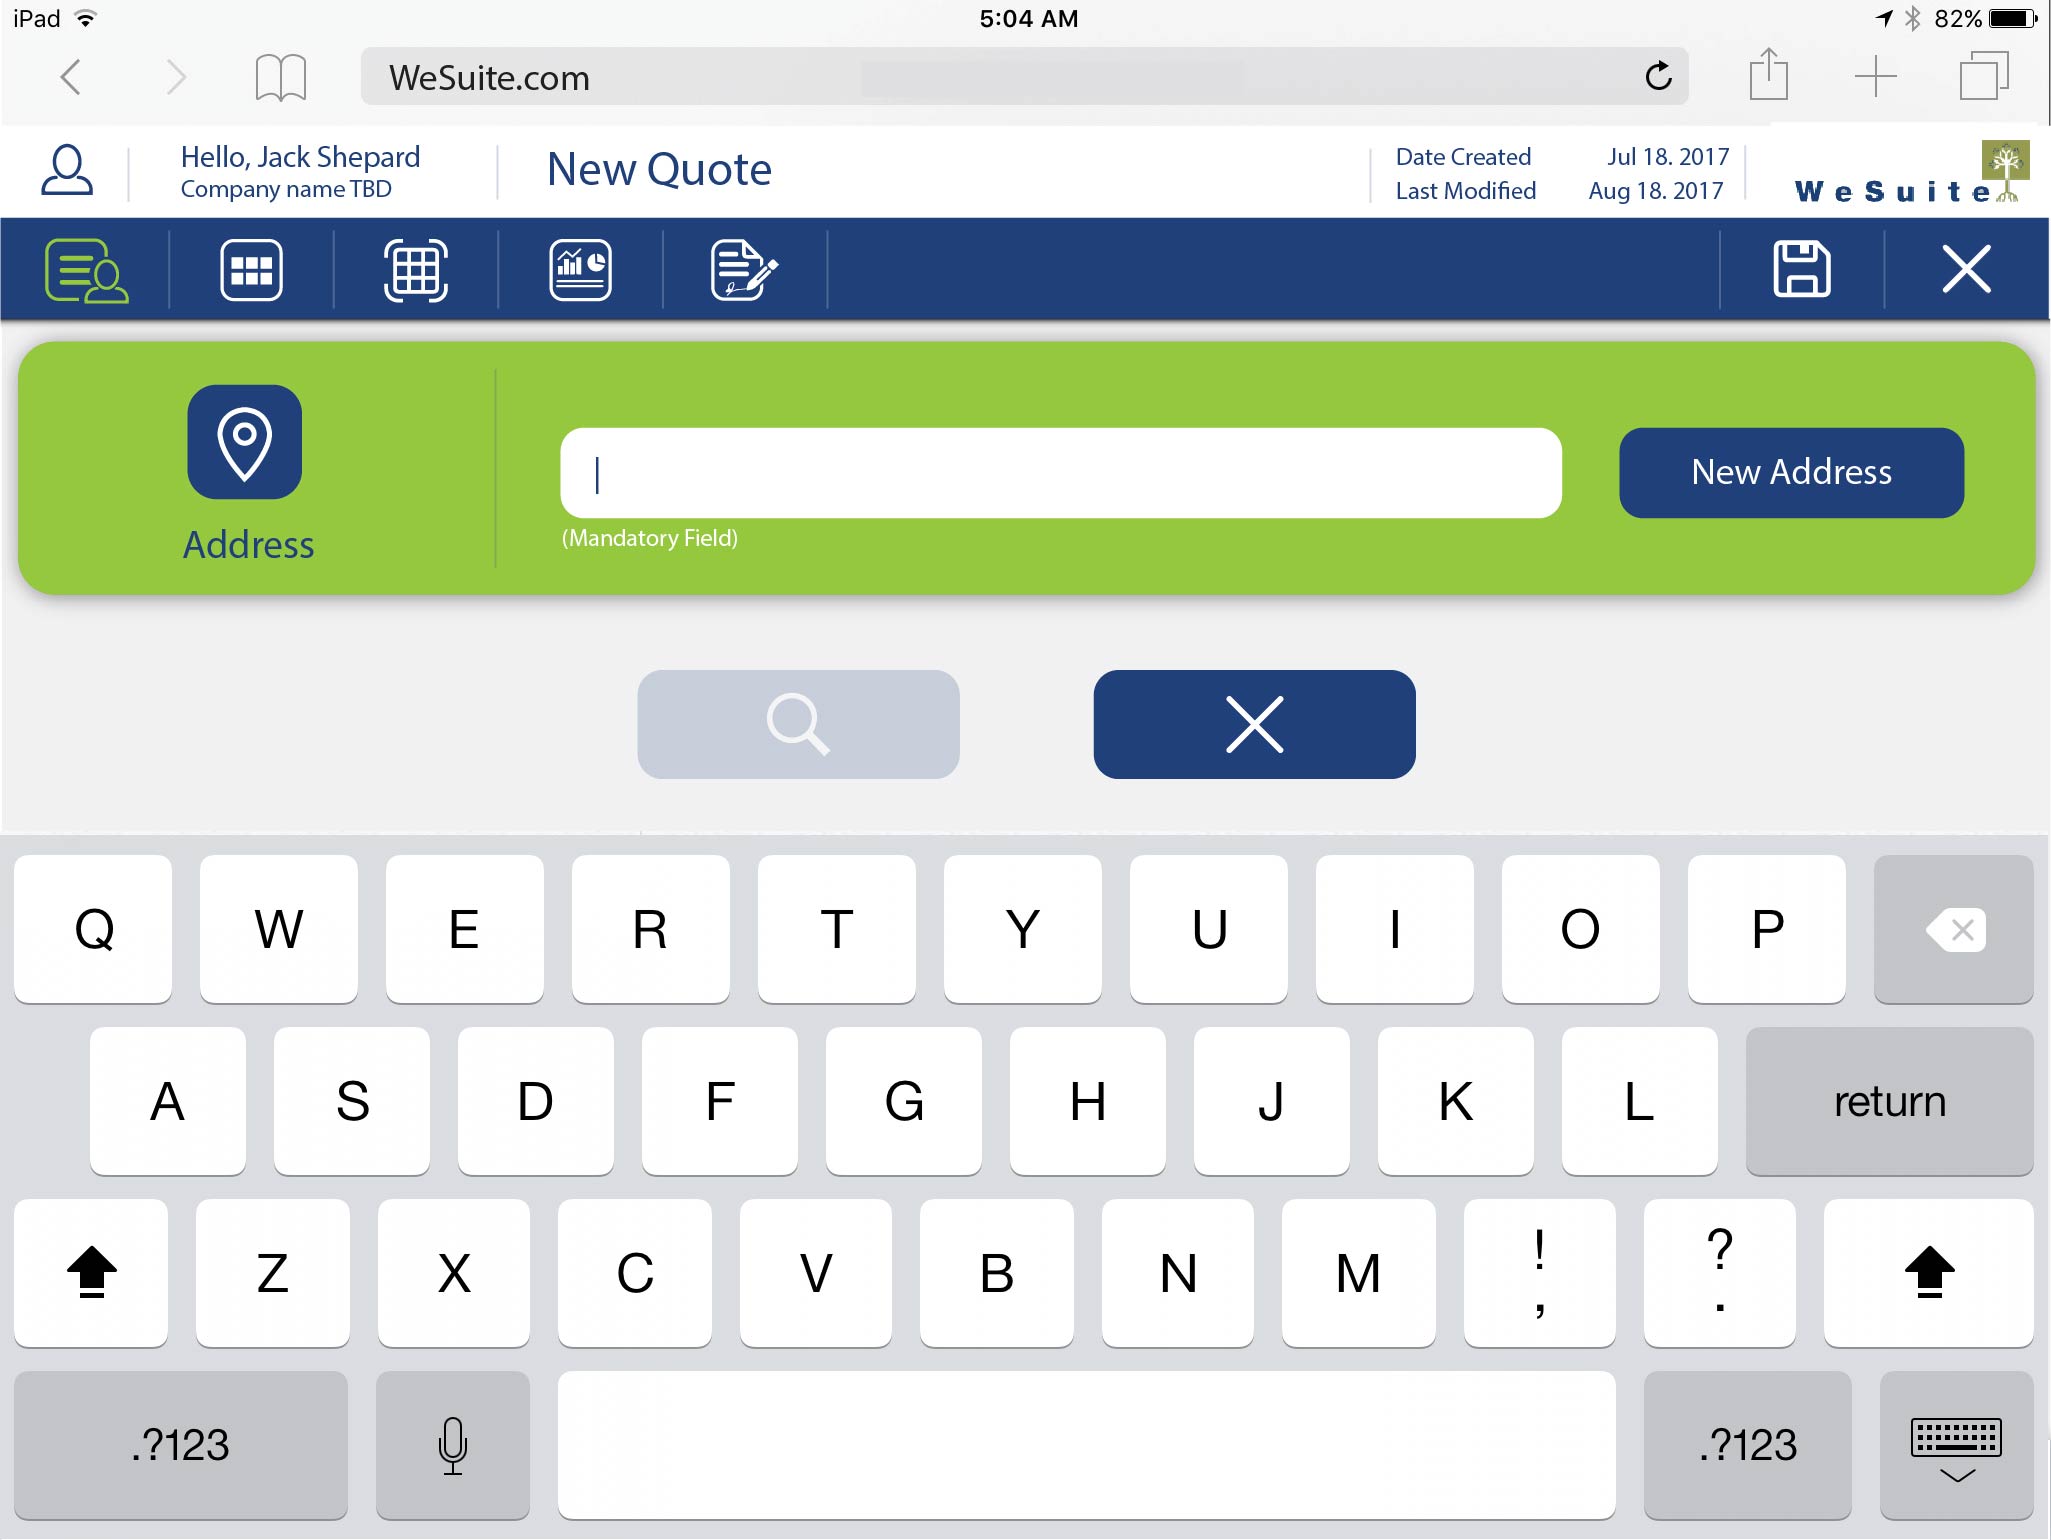 iPad 5:04 AM 82%
WeSuite.com
Hello, Jack Shepard
Company name TBD
New Quote
Date Created Jul 18. 2017
Last Modified Aug 18. 2017
WeSuite
New Address
(Mandatory Field)
Address
Q W E R T Y U I O P
A S D F G H J K L return
Z X C V B N M ! , ? .
.?123 .?123